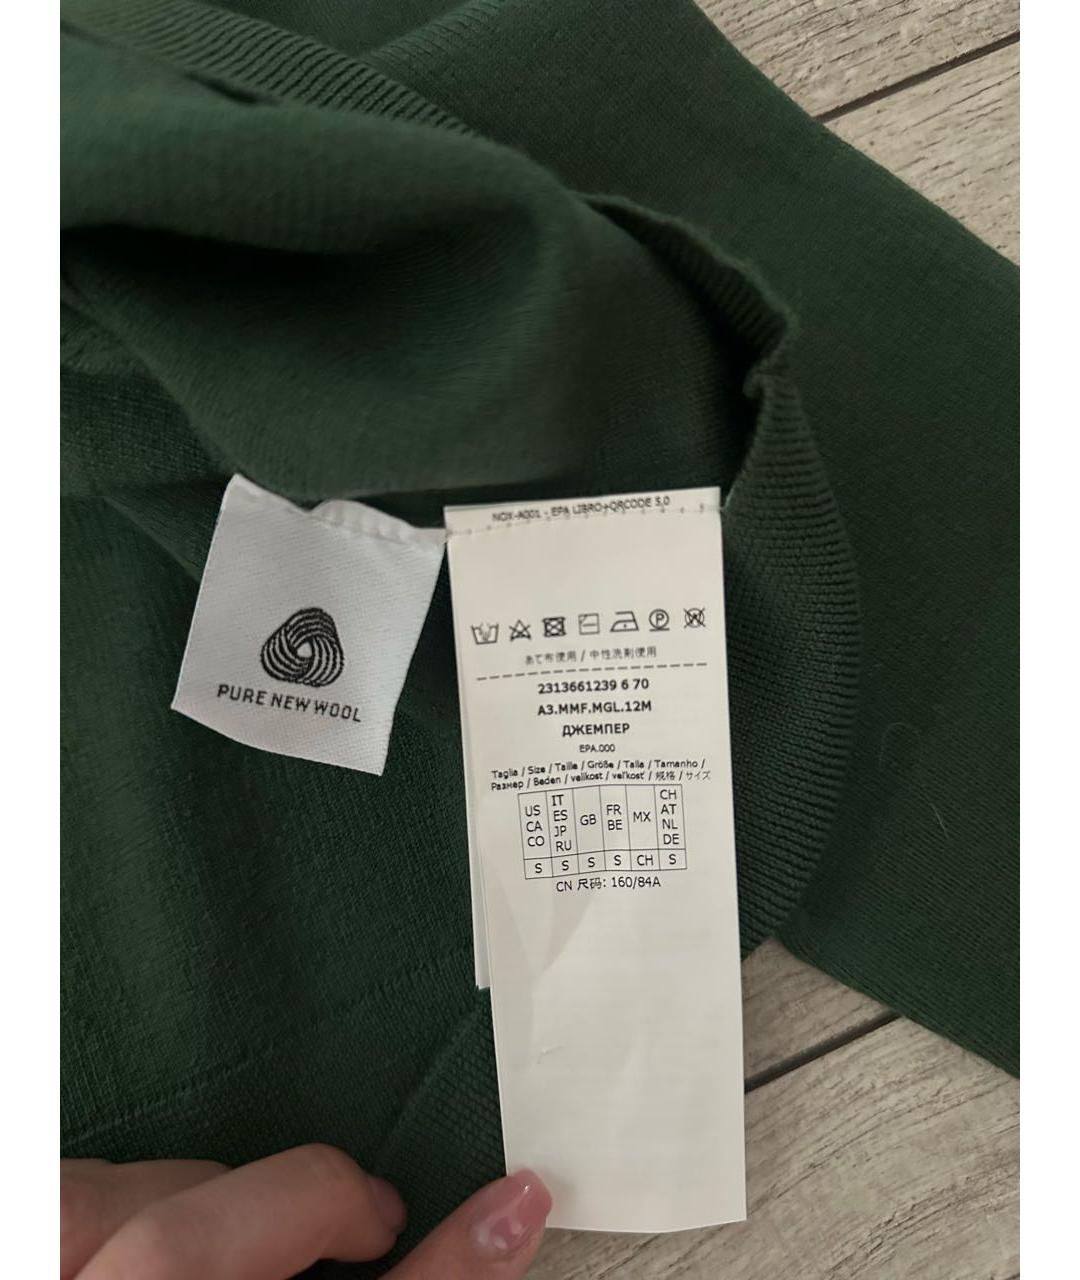 PURE NEW WOOL
NOX-A001 - EPA LIBRO+QRCODE 5.0
あて布使用 / 中性洗剤使用
2313661239 6 70
A3.MMF.MGL.12M
ДЖЕМПЕР
EPA.000
Taglia / Size / Taille / Größe / Talla / Tamanho /
Размер / Beden / velikost / veľkosť / 规格 / サイズ
US CA CO IT ES JP RU GB FR BE MX CH AT NL DE
S S S S CH S
CN 尺码: 160/84A